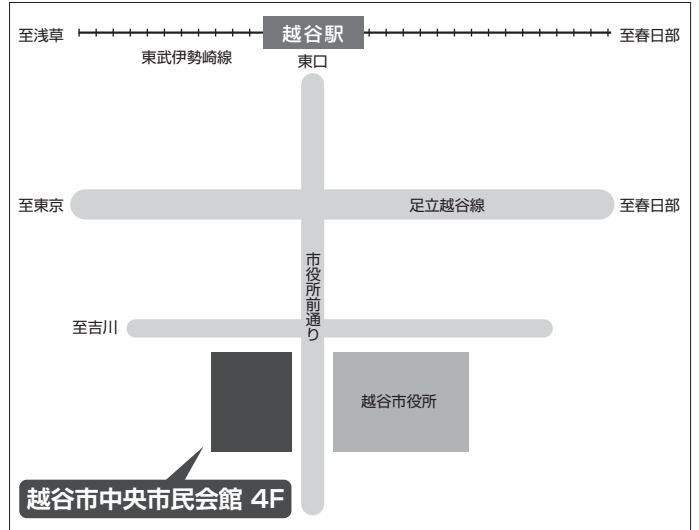 至浅草
越谷駅
至春日部
東武伊勢崎線
東口
至東京
足立越谷線
至春日部
市役所前通り
至吉川
越谷市役所
越谷市中央市民会館 4F